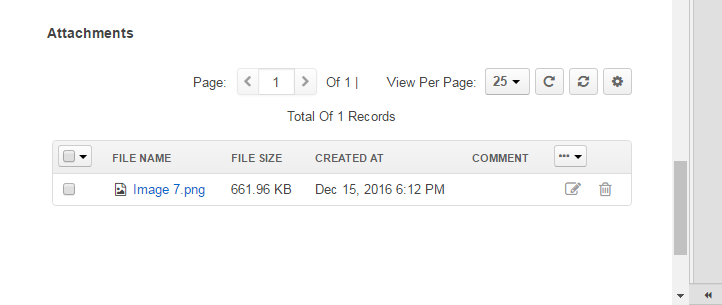 Attachments
Page: 1 Of 1 | View Per Page: 25
Total Of 1 Records
FILE NAME FILE SIZE CREATED AT COMMENT
Image 7.png 661.96 KB Dec 15, 2016 6:12 PM